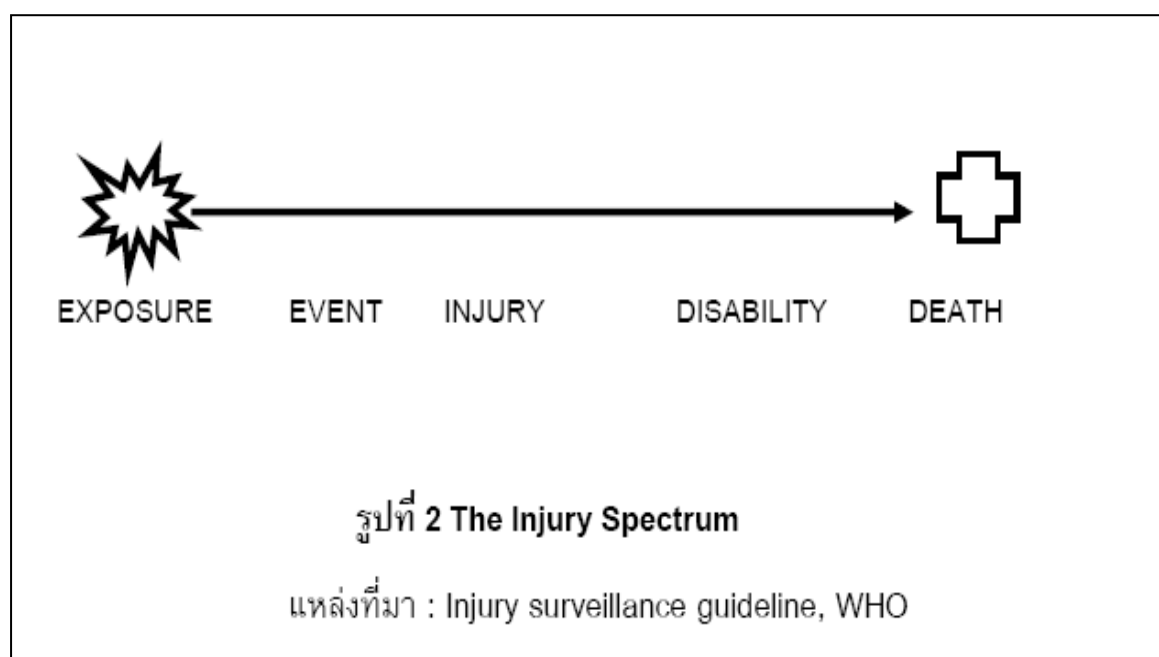 EXPOSURE EVENT INJURY DISABILITY DEATH
รูปที่ 2 The Injury Spectrum
แหล่งที่มา : Injury surveillance guideline, WHO